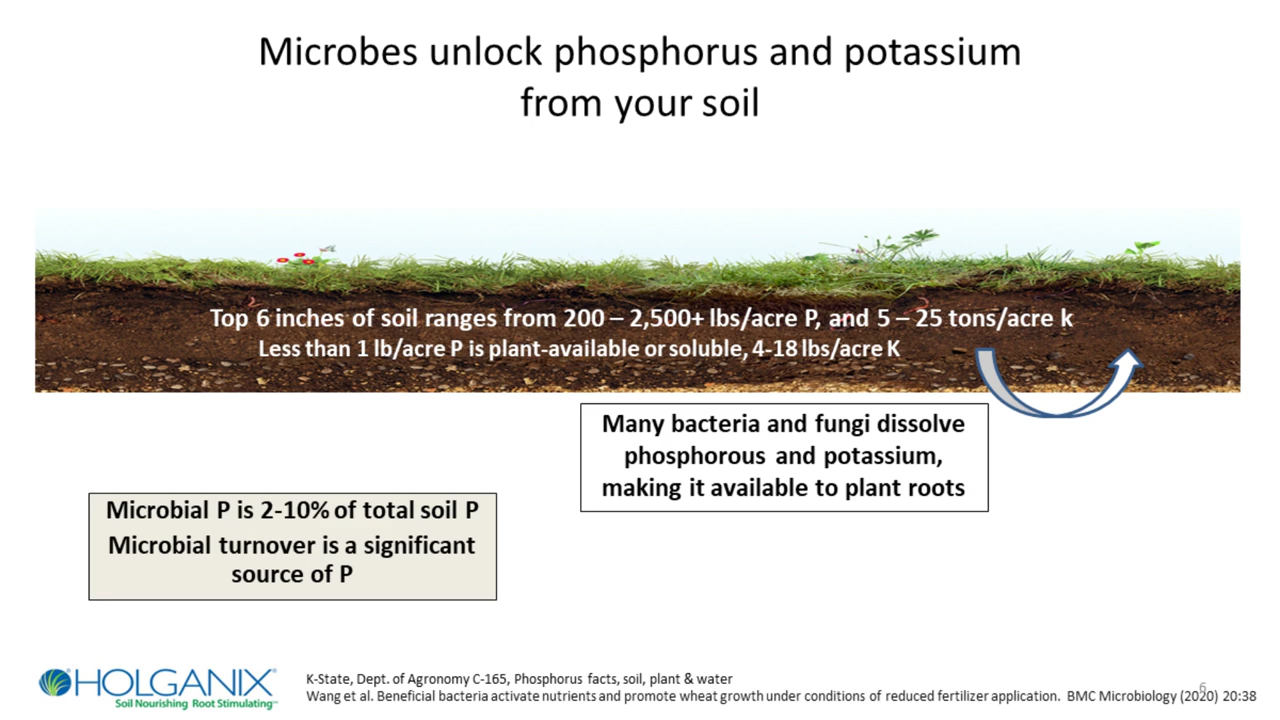 Microbes unlock phosphorus and potassium
from your soil
Top 6 inches of soil ranges from 200 – 2,500+ lbs/acre P, and 5 – 25 tons/acre k
Less than 1 lb/acre P is plant-available or soluble, 4-18 lbs/acre K
Many bacteria and fungi dissolve
phosphorous and potassium,
making it available to plant roots
Microbial P is 2-10% of total soil P
Microbial turnover is a significant
source of P
HOLGANIX
Soil Nourishing Root Stimulating
K-State, Dept. of Agronomy C-165, Phosphorus facts, soil, plant & water
Wang et al. Beneficial bacteria activate nutrients and promote wheat growth under conditions of reduced fertilizer application. BMC Microbiology (2020) 20:38
6